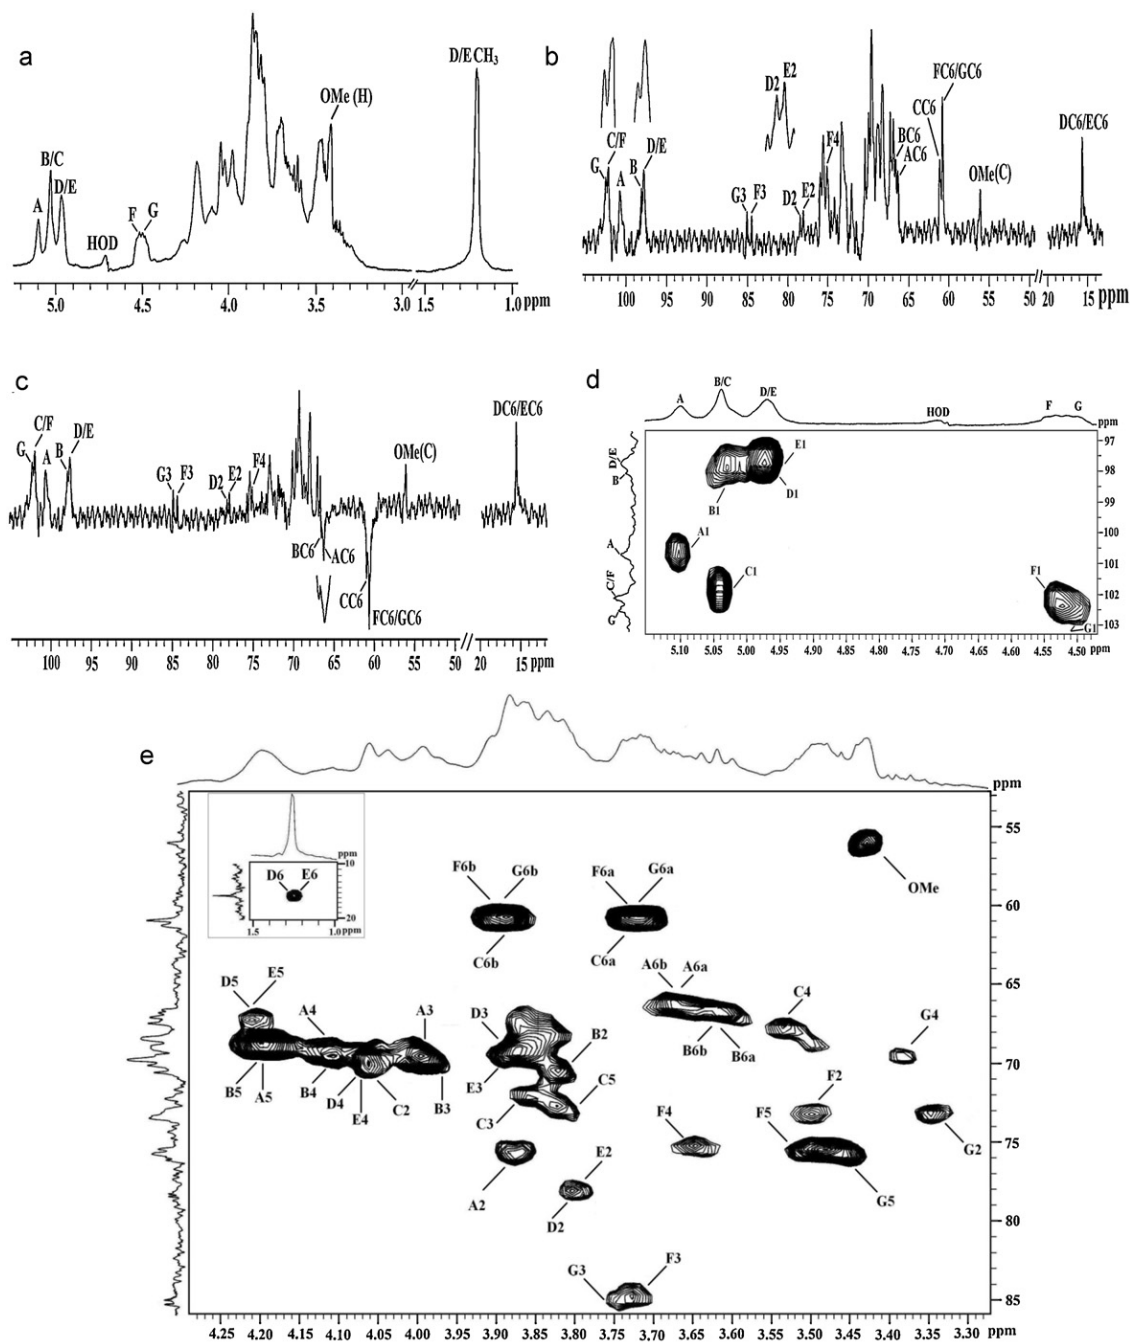 a
D/E CH3
OMe (H)
B/C
D/E
A
F
G
HOD
5.0 4.5 4.0 3.5 3.0 1.5 1.0 ppm
b
D2
E2
FC6/GC6
CC6
DC6/EC6
C/F
G
A
B
D/E
F4
BC6
AC6
OMe(C)
G3
F3
D2
E2
100 95 90 85 80 75 70 65 60 55 50 20 15 ppm
c
C/F
G
A
B
D/E
DC6/EC6
OMe(C)
G3
F3
D2
E2
F4
BC6
AC6
CC6
FC6/GC6
100 95 90 85 80 75 70 65 60 55 50 20 15 ppm
d
A
B/C
D/E
HOD
F
G
ppm
D/E
B
A
C/F
G
E1
D1
B1
A1
C1
F1
G1
97
98
99
100
101
102
103
5.10 5.05 5.00 4.95 4.90 4.85 4.80 4.75 4.70 4.65 4.60 4.55 4.50 ppm
e
ppm
ppm
10
D6 E6
20
1.5 1.0 ppm
F6b G6b
F6a G6a
OMe
C6b
C6a
D5 E5
A4
A3
D3
A6b A6a
C4
G4
B2
B6b B6a
B5 A5
B4
D4
E4
C2
B3
E3
C3
C5
F4
F2
F5
G2
A2
E2
D2
G5
G3
F3
55
60
65
70
75
80
85
4.20 4.15 4.10 4.05 4.00 3.95 3.90 3.85 3.80 3.75 3.70 3.65 3.60 3.55 3.50 3.45 3.40 3.35 3.30 ppm